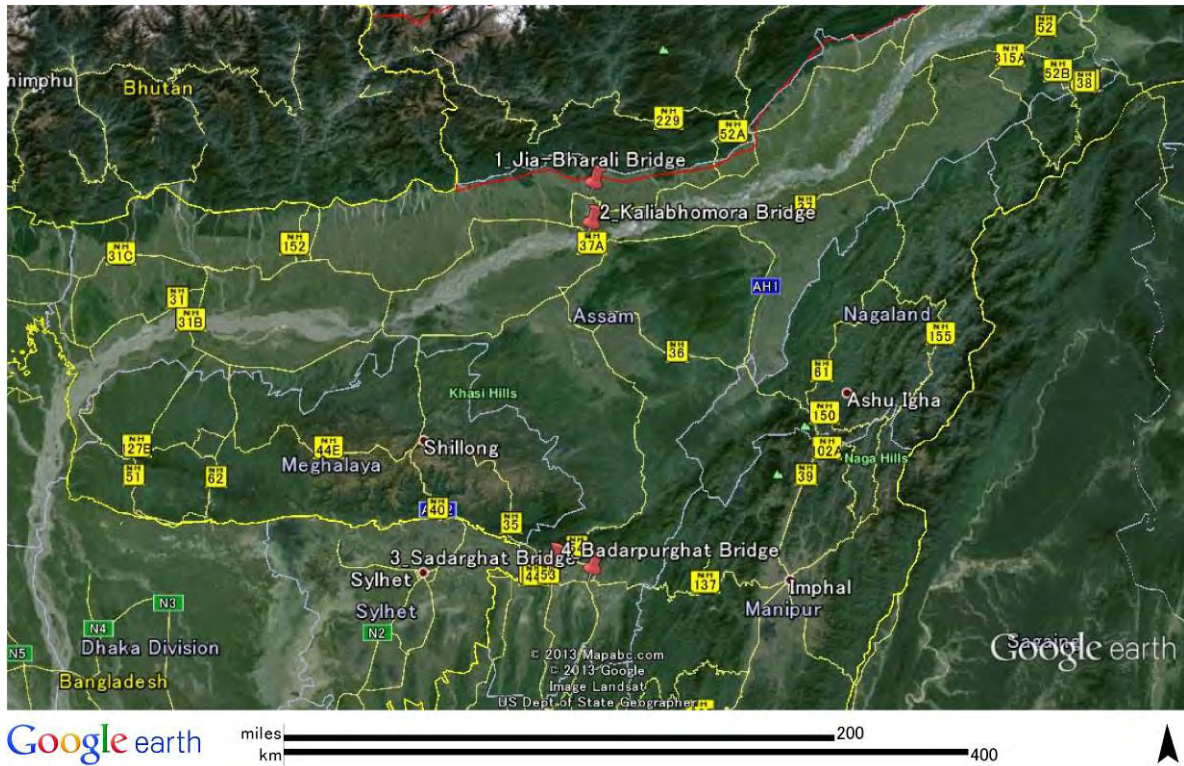 NH
52
NH
315A
NH
52B
NH
38
himphu
Bhutan
NH
229
NH
52A
1_Jia-Bharali Bridge
2_Kaliabhomora Bridge
NH
37A
NH
152
NH
31C
AH1
NH
31
NH
31B
Assam
Nagaland
NH
155
NH
36
NH
61
Khasi Hills
Ashu Igha
NH
150
Shillong
NH
127B
NH
44E
NH
02A
Naga Hills
Meghalaya
NH
51
NH
62
NH
39
NH
40
NH
35
3_Sadarghat Bridge
4_Badarpurghat Bridge
44
53
Sylhet
NH
137
Imphal
Sylhet
Manipur
N3
N4
N2
N5
Dhaka Division
Bangladesh
© 2013 Mapabc.com
© 2013 Google
Image Landsat
US Dept of State Geographer
NH
Sagaing
Google earth
Google earth
miles
200
km
400